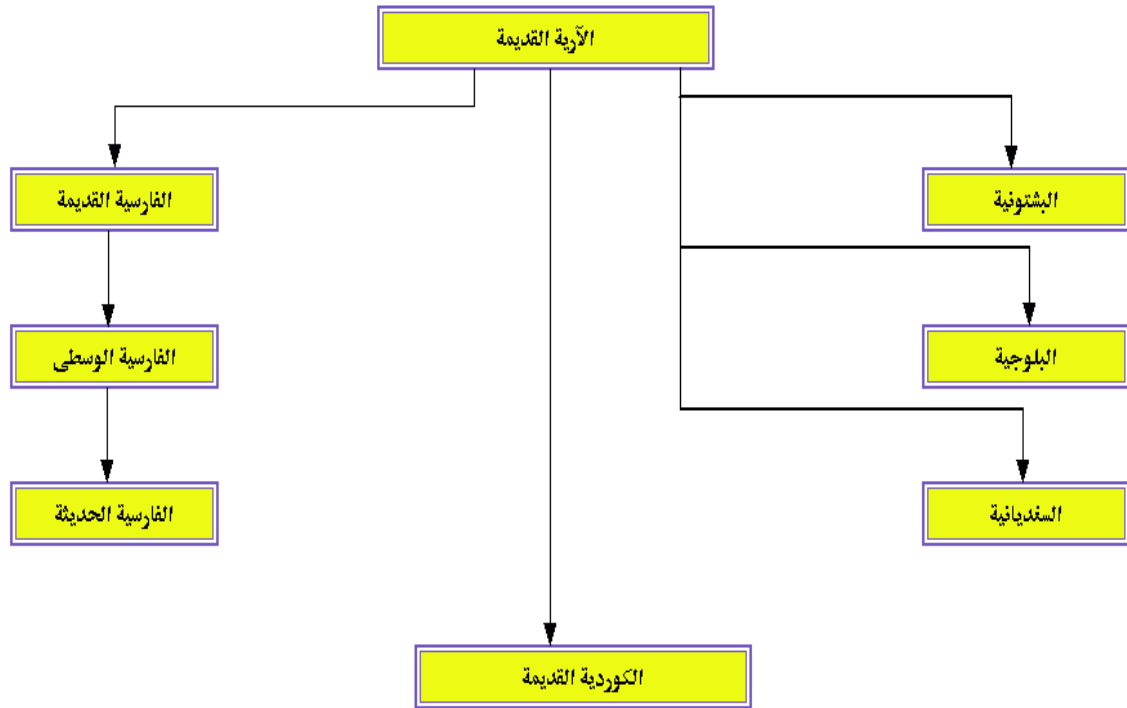 الآرية القديمة
البشتونية
الفارسية القديمة
البلوجية
الفارسية الوسطى
السغديانية
الفارسية الحديثة
الكوردية القديمة